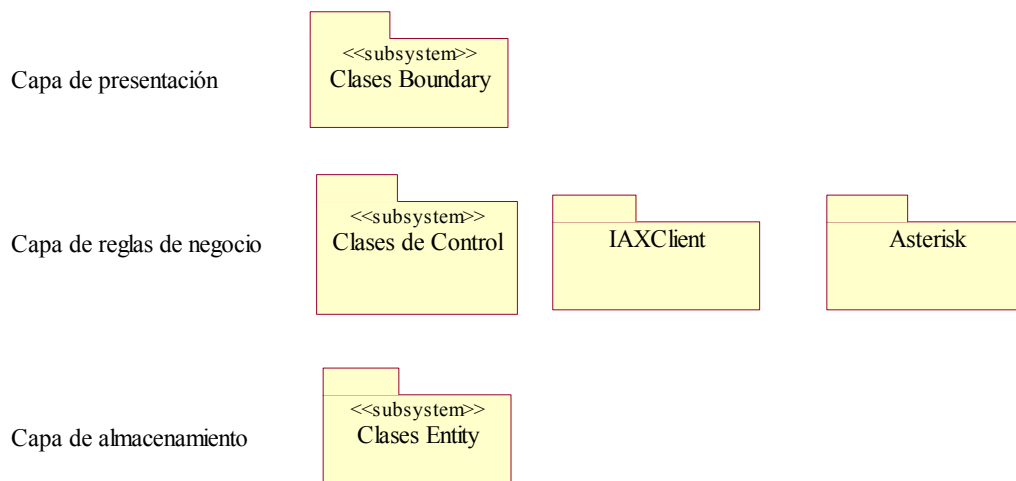 <<subsystem>>
Clases Boundary
Capa de presentación
<<subsystem>>
Clases de Control
IAXClient
Asterisk
Capa de reglas de negocio
<<subsystem>>
Clases Entity
Capa de almacenamiento